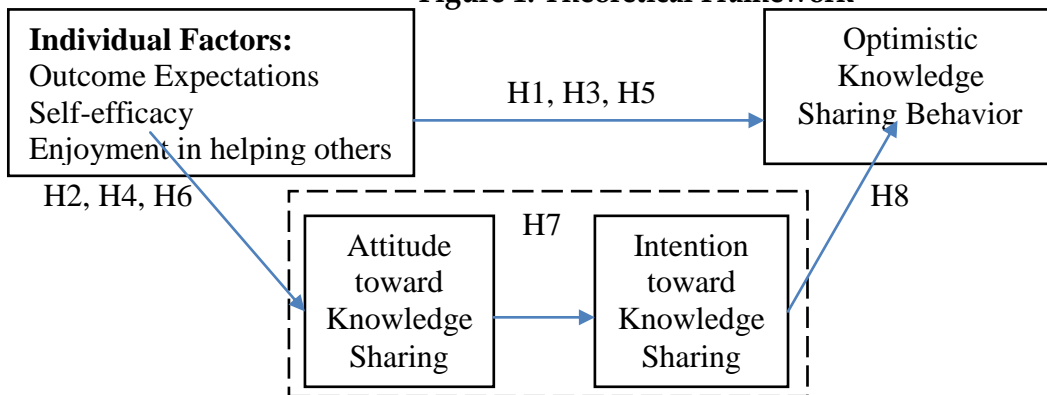 Figure 1. Theoretical Framework
Individual Factors:
Outcome Expectations
Self-efficacy
Enjoyment in helping others
H1, H3, H5
Optimistic
Knowledge
Sharing Behavior
H2, H4, H6
H7
H8
Attitude
toward
Knowledge
Sharing
Intention
toward
Knowledge
Sharing